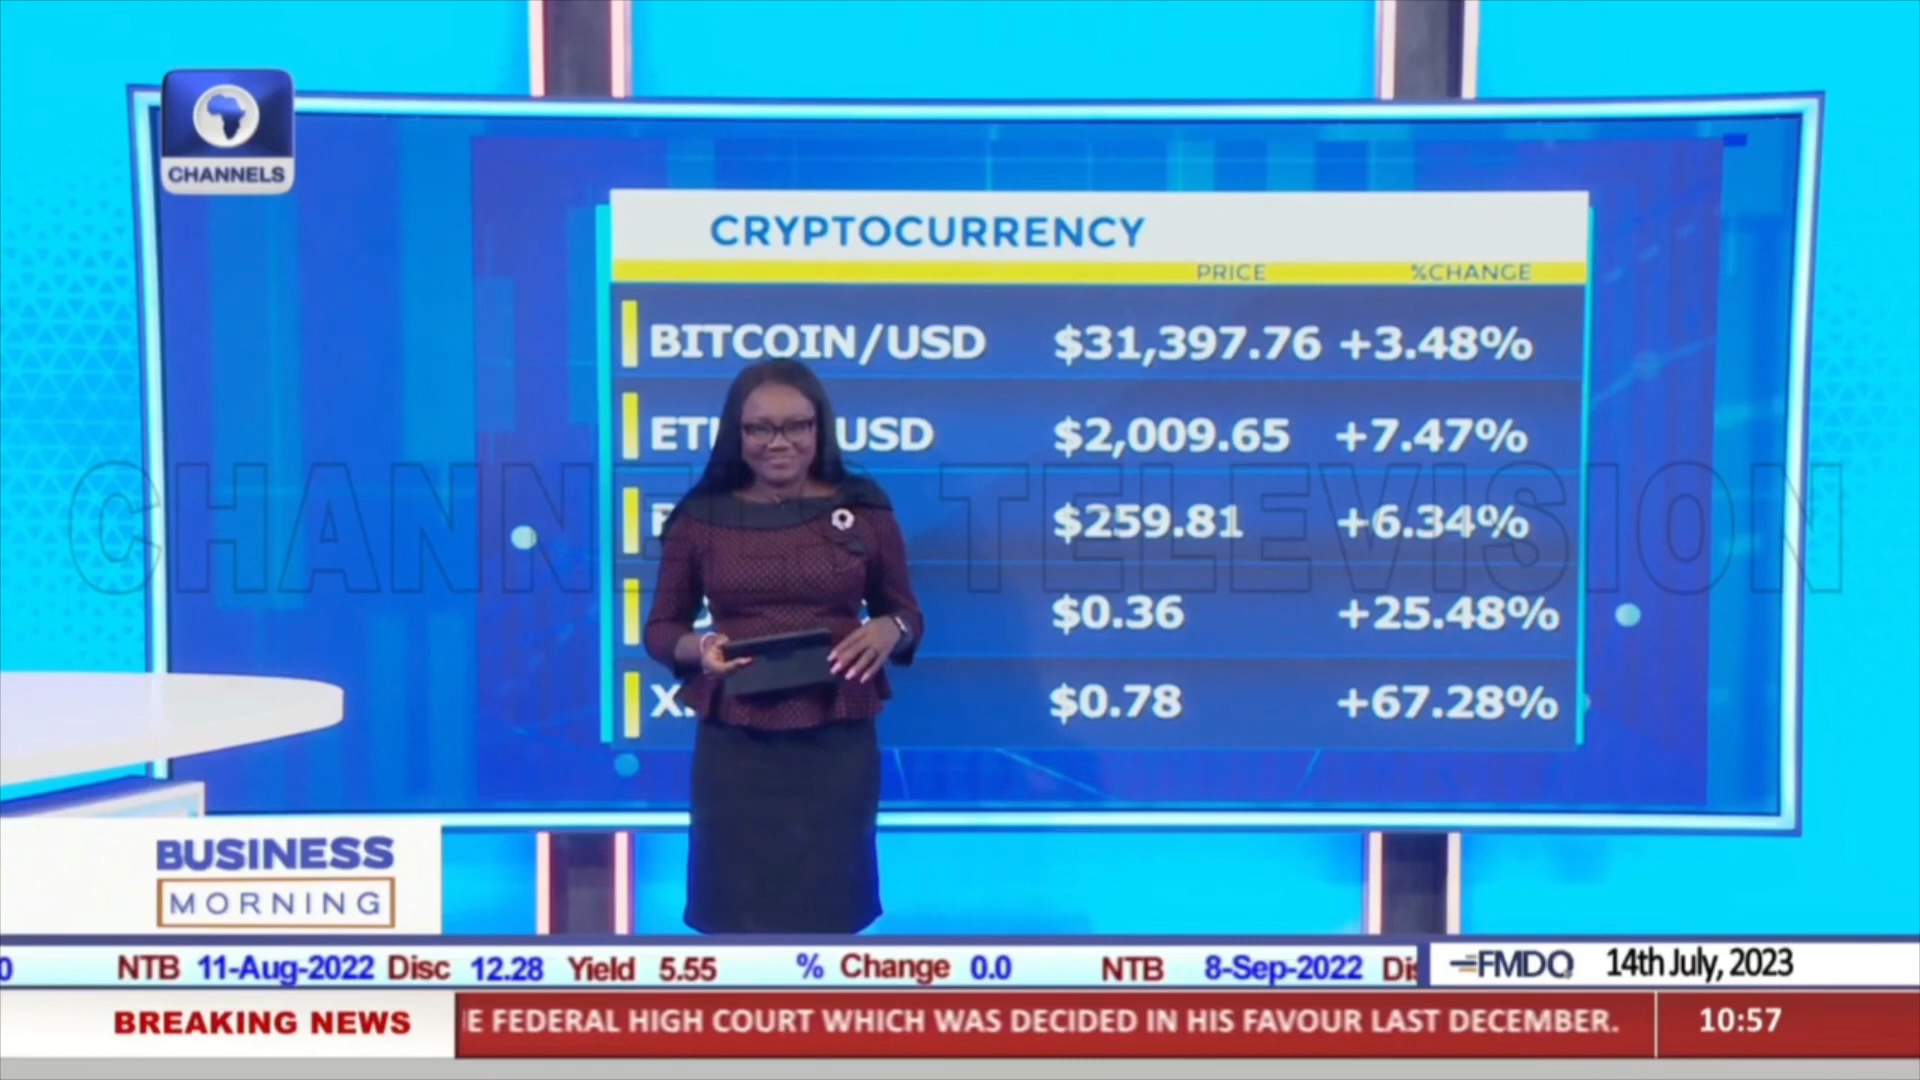 CHANNELS
CRYPTOCURRENCY
PRICE %CHANGE
BITCOIN/USD $31,397.76 +3.48%
USD $2,009.65 +7.47%
$259.81 +6.34%
$0.36 +25.48%
$0.78 +67.28%
CHANNELS TELEVISION
BUSINESS
MORNING
NTB 11-Aug-2022 Disc 12.28 Yield 5.55 % Change 0.0 NTB 8-Sep-2022
FMDQ 14th July, 2023
BREAKING NEWS
FEDERAL HIGH COURT WHICH WAS DECIDED IN HIS FAVOUR LAST DECEMBER.
10:57